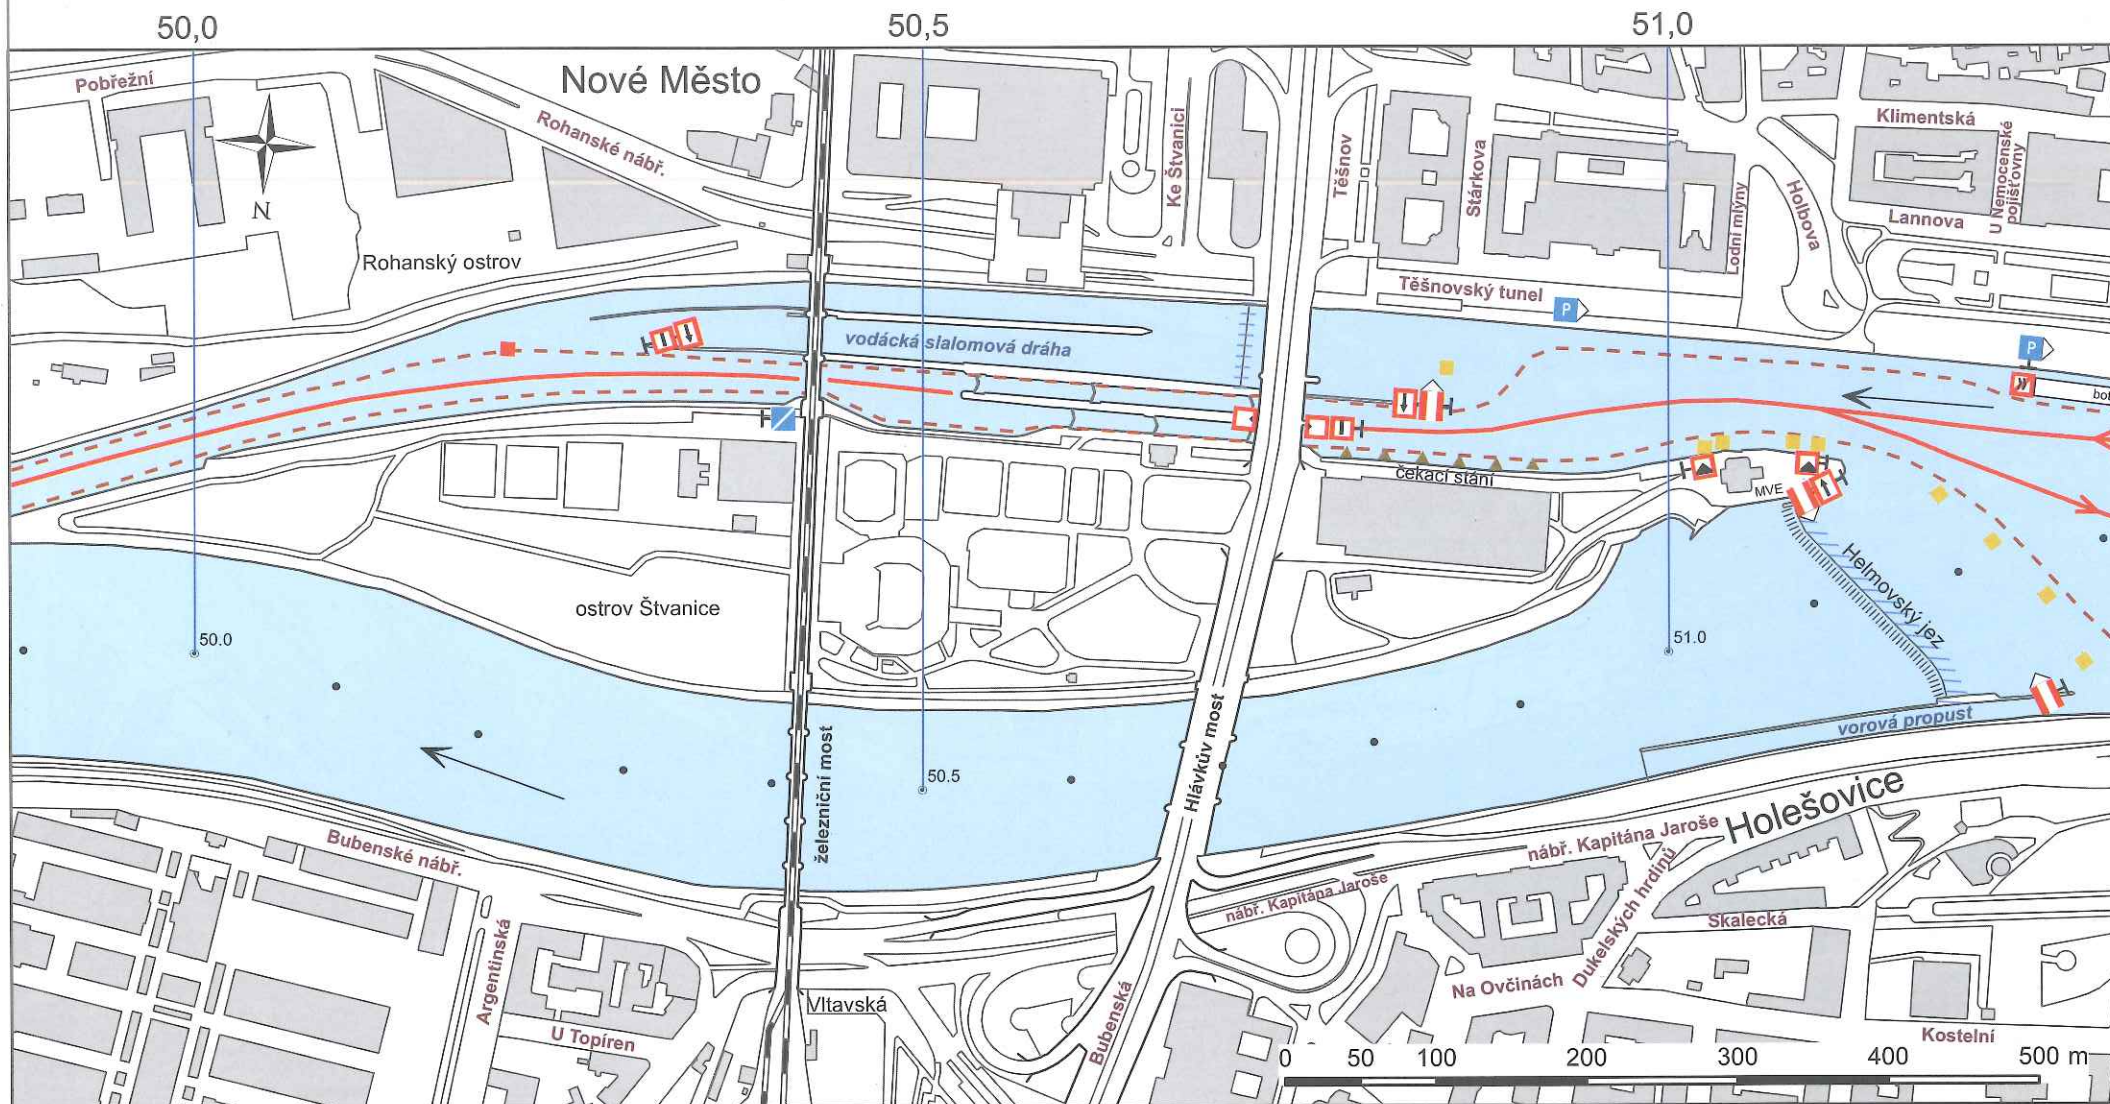 50,0
50,5
51,0
Pobřežní
Nové Město
Rohanské nábř.
Ke Štvanici
Těšnov
Stárkova
Lodní mlýny
Holbova
Klimentská
U Nemocenské
pojišťovny
Lannova
N
Rohanský ostrov
Těšnovský tunel
P
P
vodácká slalomová dráha
čekací stání
MVE
Helmovský jez
ostrov Štvanice
50.0
50.5
51.0
vorová propust
železniční most
Hlávkův most
Holešovice
Bubenské nábř.
nábř. Kapitána Jaroše
nábř. Kapitána Jaroše
Dukelských hrdinů
Skalecká
Argentinská
Na Ovčinách
Vltavská
Bubenská
U Topíren
Kostelní
0 50 100 200 300 400 500 m